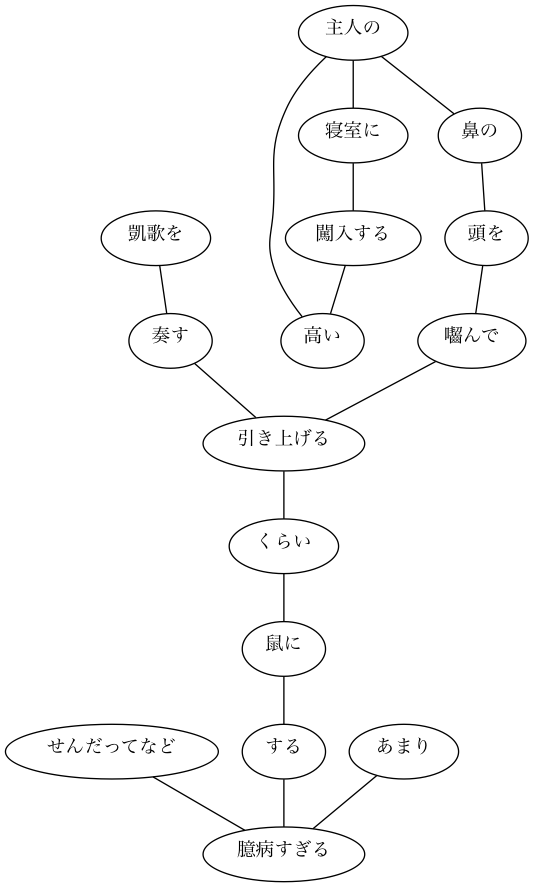 主人の
寝室に
鼻の
凱歌を
闖入する
頭を
奏す
高い
囓んで
引き上げる
くらい
鼠に
せんだってなど
する
あまり
臆病すぎる